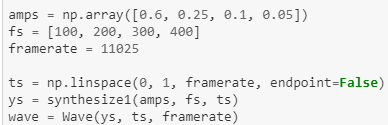 amps = np.array([0.6, 0.25, 0.1, 0.05])
fs = [100, 200, 300, 400]
framerate = 11025
ts = np.linspace(0, 1, framerate, endpoint=False)
ys = synthesize1(amps, fs, ts)
wave = Wave(ys, ts, framerate)